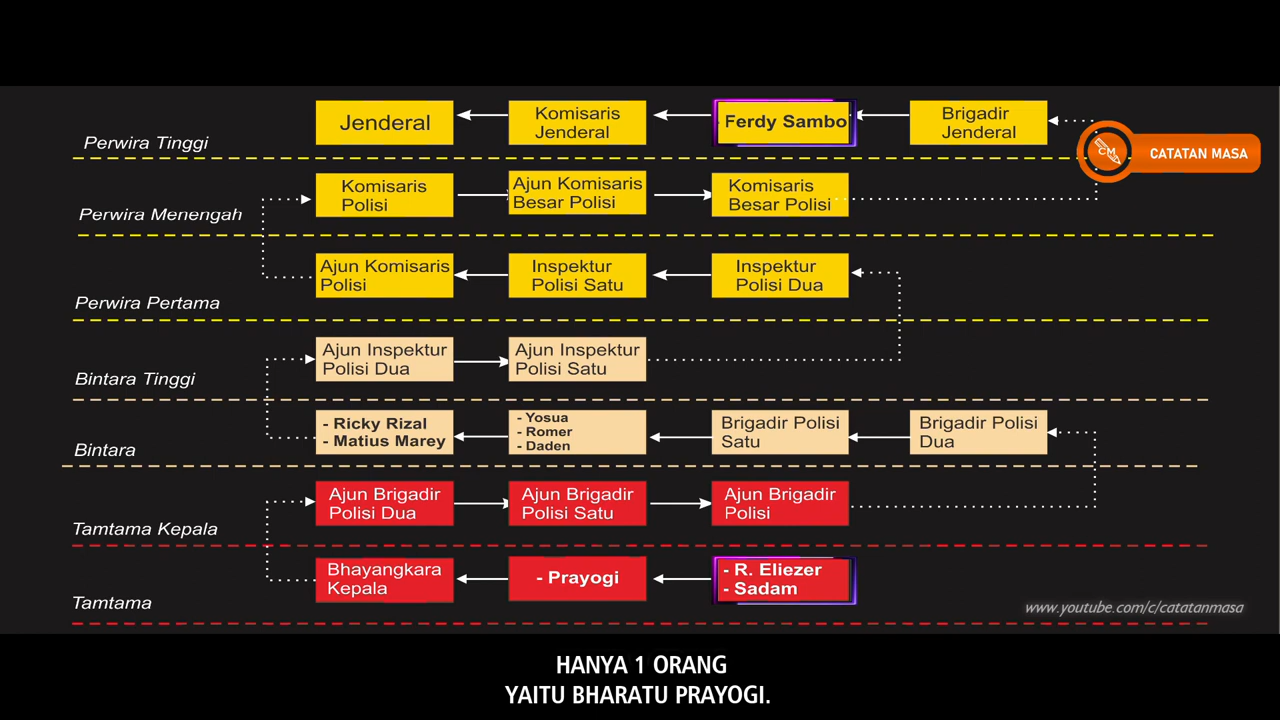 Jenderal
Komisaris
Jenderal
Ferdy Sambo
Brigadir
Jenderal
Perwira Tinggi
CM
CATATAN MASA
Komisaris
Polisi
Ajun Komisaris
Besar Polisi
Komisaris
Besar Polisi
Perwira Menengah
Ajun Komisaris
Polisi
Inspektur
Polisi Satu
Inspektur
Polisi Dua
Perwira Pertama
Ajun Inspektur
Polisi Dua
Ajun Inspektur
Polisi Satu
Bintara Tinggi
- Ricky Rizal
- Matius Marey
- Yosua
- Romer
- Daden
Brigadir Polisi
Satu
Brigadir Polisi
Dua
Bintara
Ajun Brigadir
Polisi Dua
Ajun Brigadir
Polisi Satu
Ajun Brigadir
Polisi
Tamtama Kepala
Bhayangkara
Kepala
- Prayogi
- R. Eliezer
- Sadam
Tamtama
www.youtube.com/c/catatanmasa
HANYA 1 ORANG
YAITU BHARATU PRAYOGI.